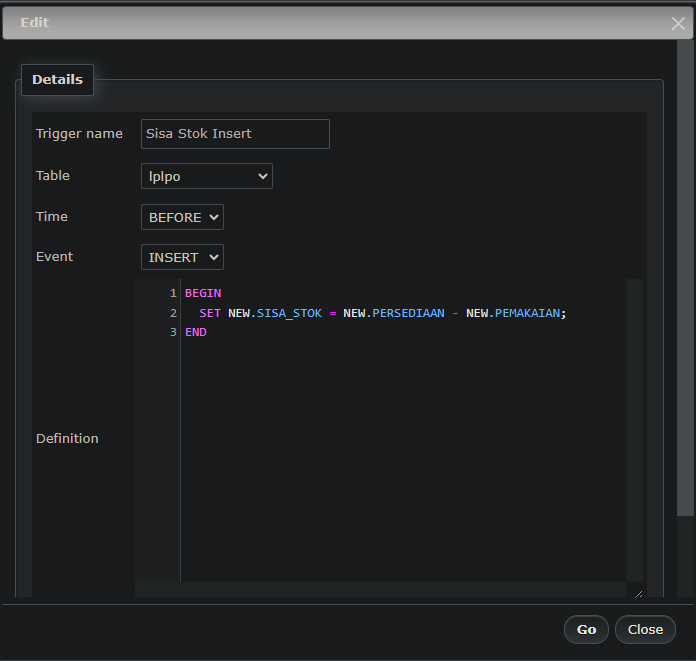 Edit
Details
Trigger name
Sisa Stok Insert
Table
lplpo
Time
BEFORE
Event
INSERT
Definition
1 BEGIN
2 SET NEW.SISA_STOK = NEW.PERSEDIAAN - NEW.PEMAKAIAN;
3 END
Go
Close